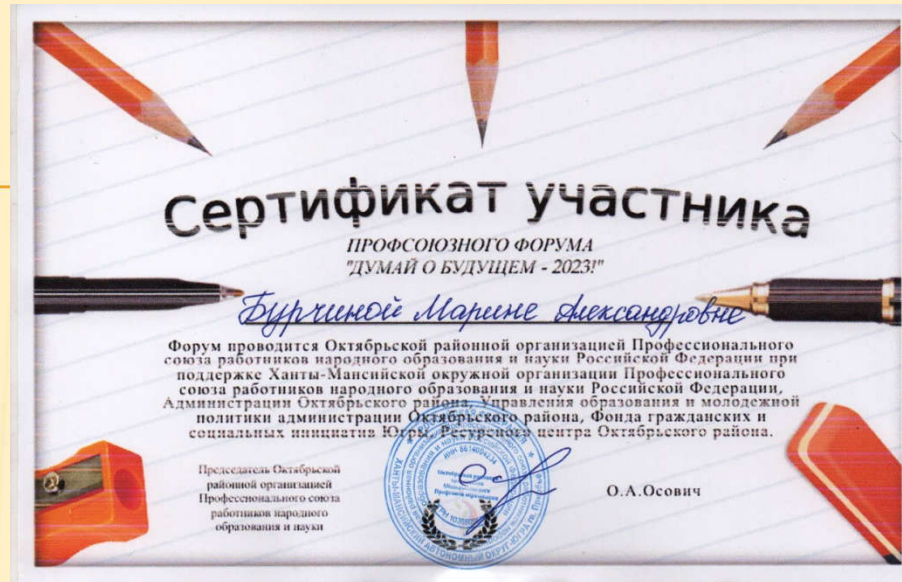 Сертификат участника
ПРОФСОЮЗНОГО ФОРУМА
"ДУМАЙ О БУДУЩЕМ - 2023!"
Бурчиной Марине Александровне
Форум проводится Октябрьской районной организацией Профессионального
союза работников народного образования и науки Российской Федерации при
поддержке Ханты-Мансийской окружной организации Профессионального
союза работников народного образования и науки Российской Федерации,
Администрации Октябрьского района, Управления образования и молодежной
политики администрации Октябрьского района, Фонда гражданских и
социальных инициатив Югры, Ресурсного центра Октябрьского района.
Председатель Октябрьской
районной организацией
Профессионального союза
работников народного
образования и науки
О.А.Осович